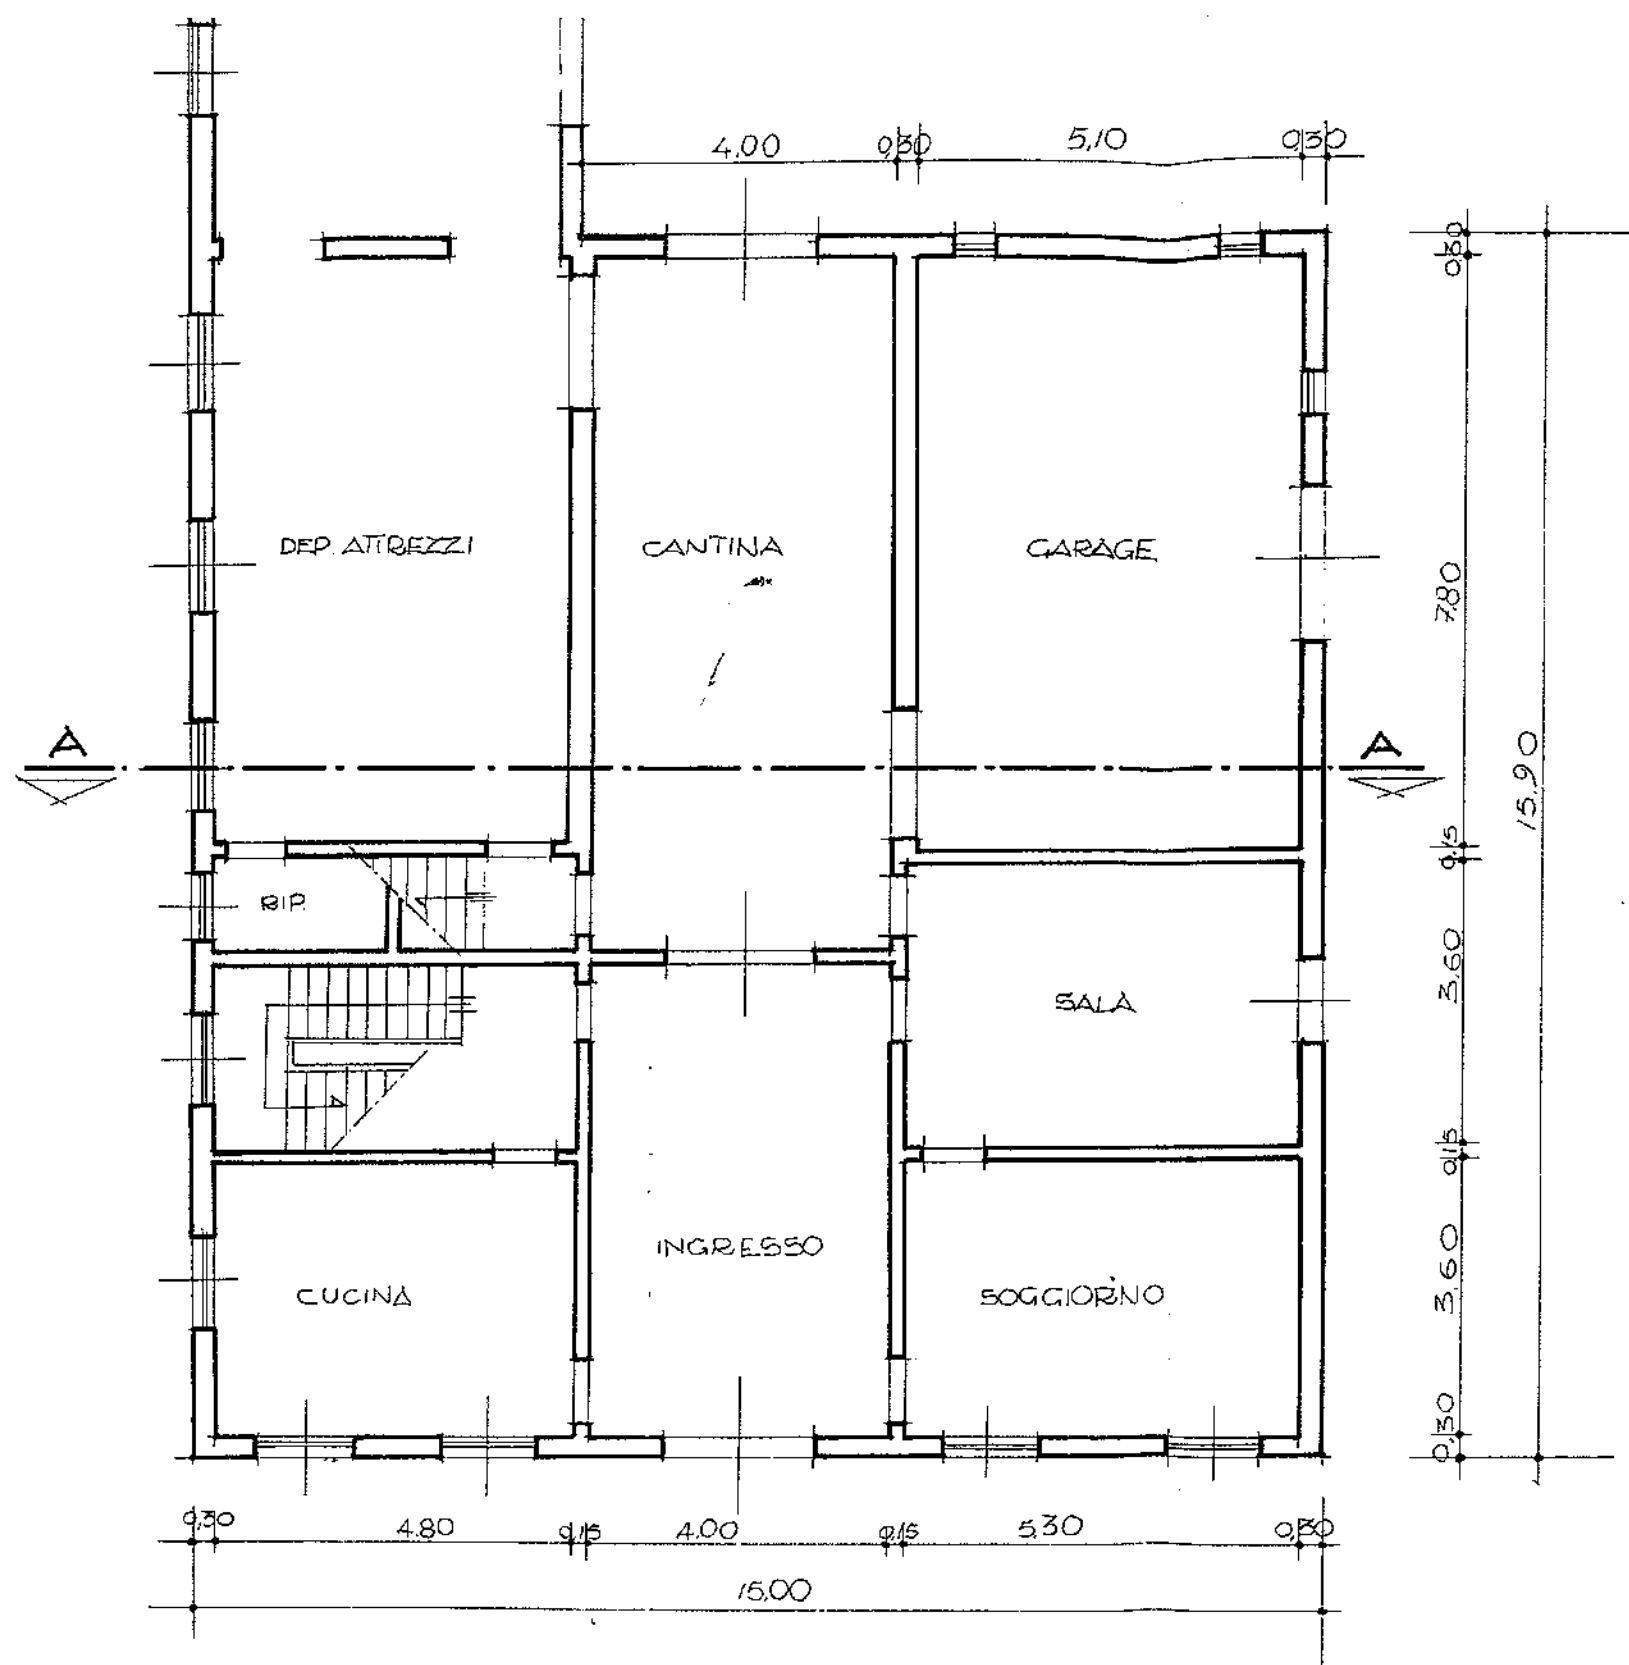 4.00 0,30 5,10 0,30
0,30
DEP. ATTREZZI CANTINA GARAGE
7.80
A A
15.90
0,15
RIP.
3.60
SALA
0,15
INGRESSO
3.60
CUCINA SOGGIORNO
0,30
0,30 4.80 0,15 4.00 0,15 5.30 0,30
15.00